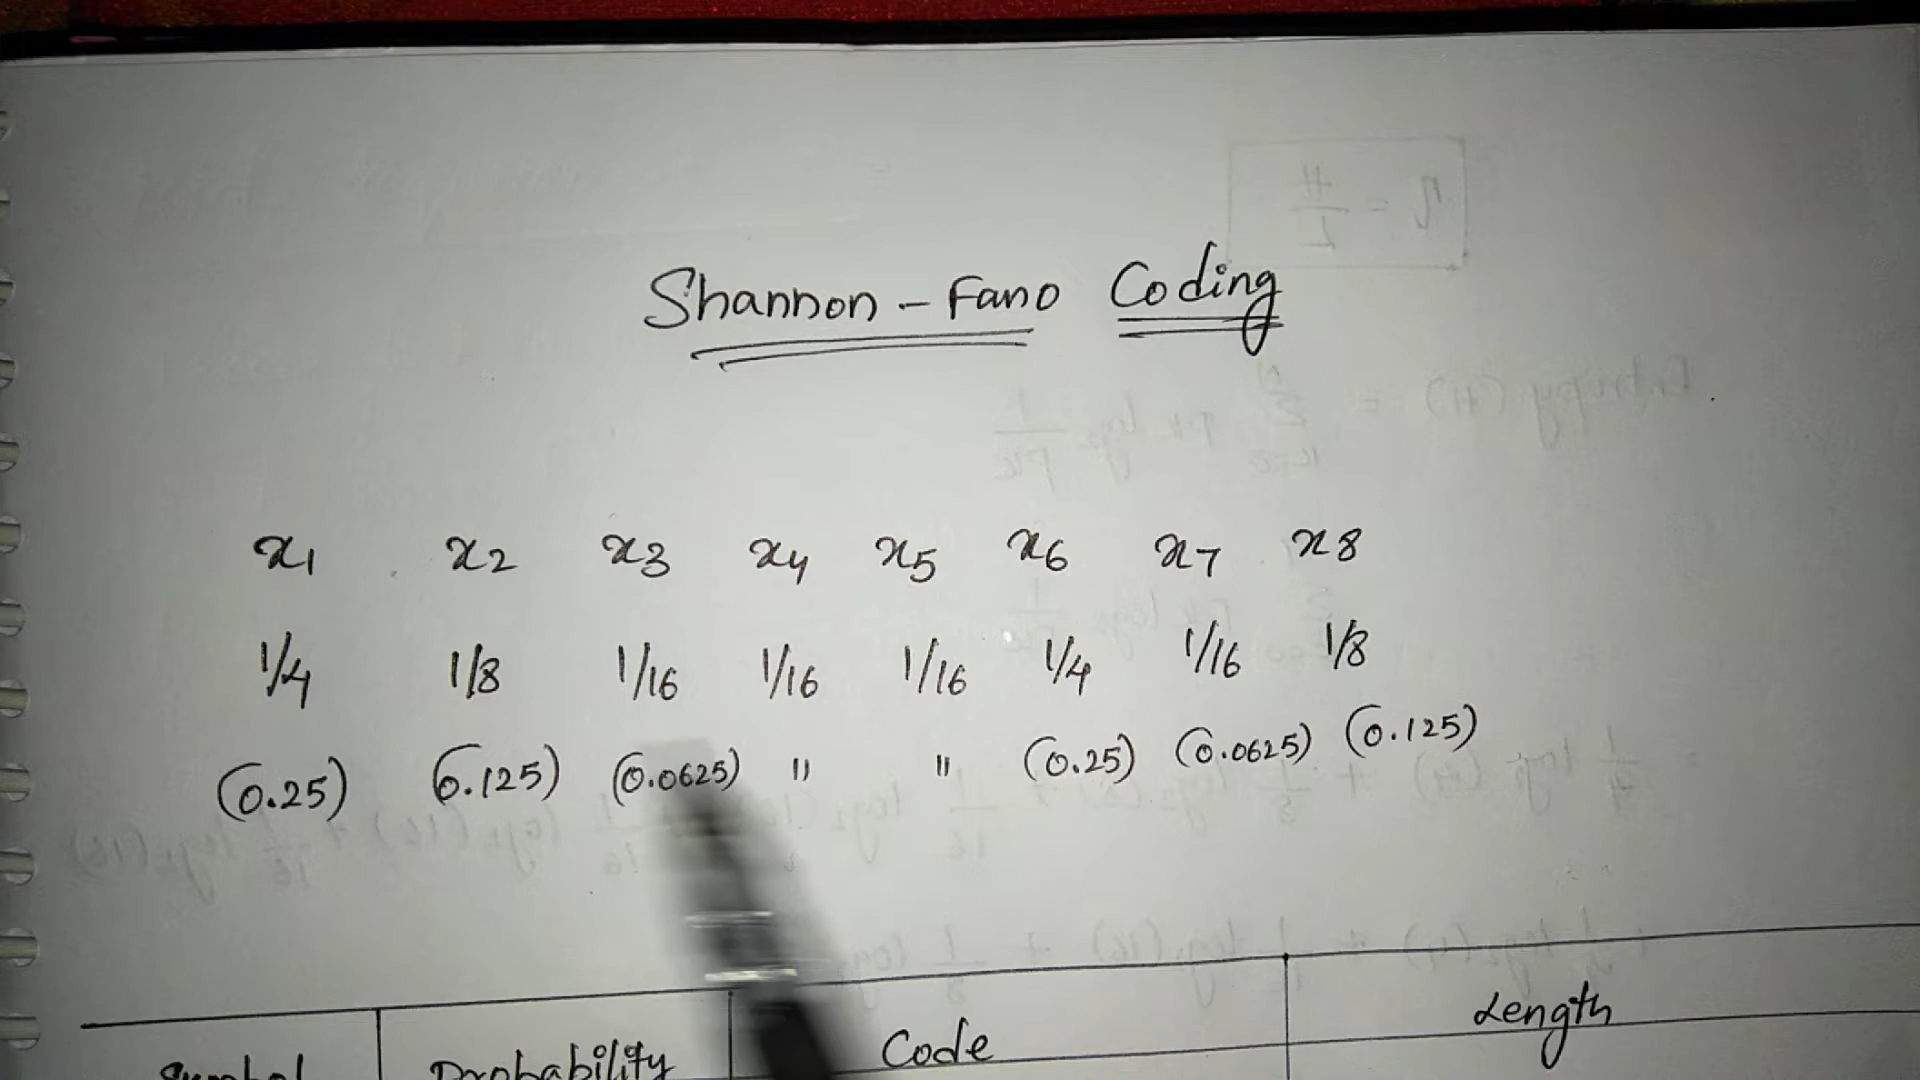 Shannon - Fano Coding
x1 x2 x3 x4 x5 x6 x7 x8
1/4 1/8 1/16 1/16 1/16 1/4 1/16 1/8
(0.25) (0.125) (0.0625) " " (0.25) (0.0625) (0.125)
Symbol Probability Code Length